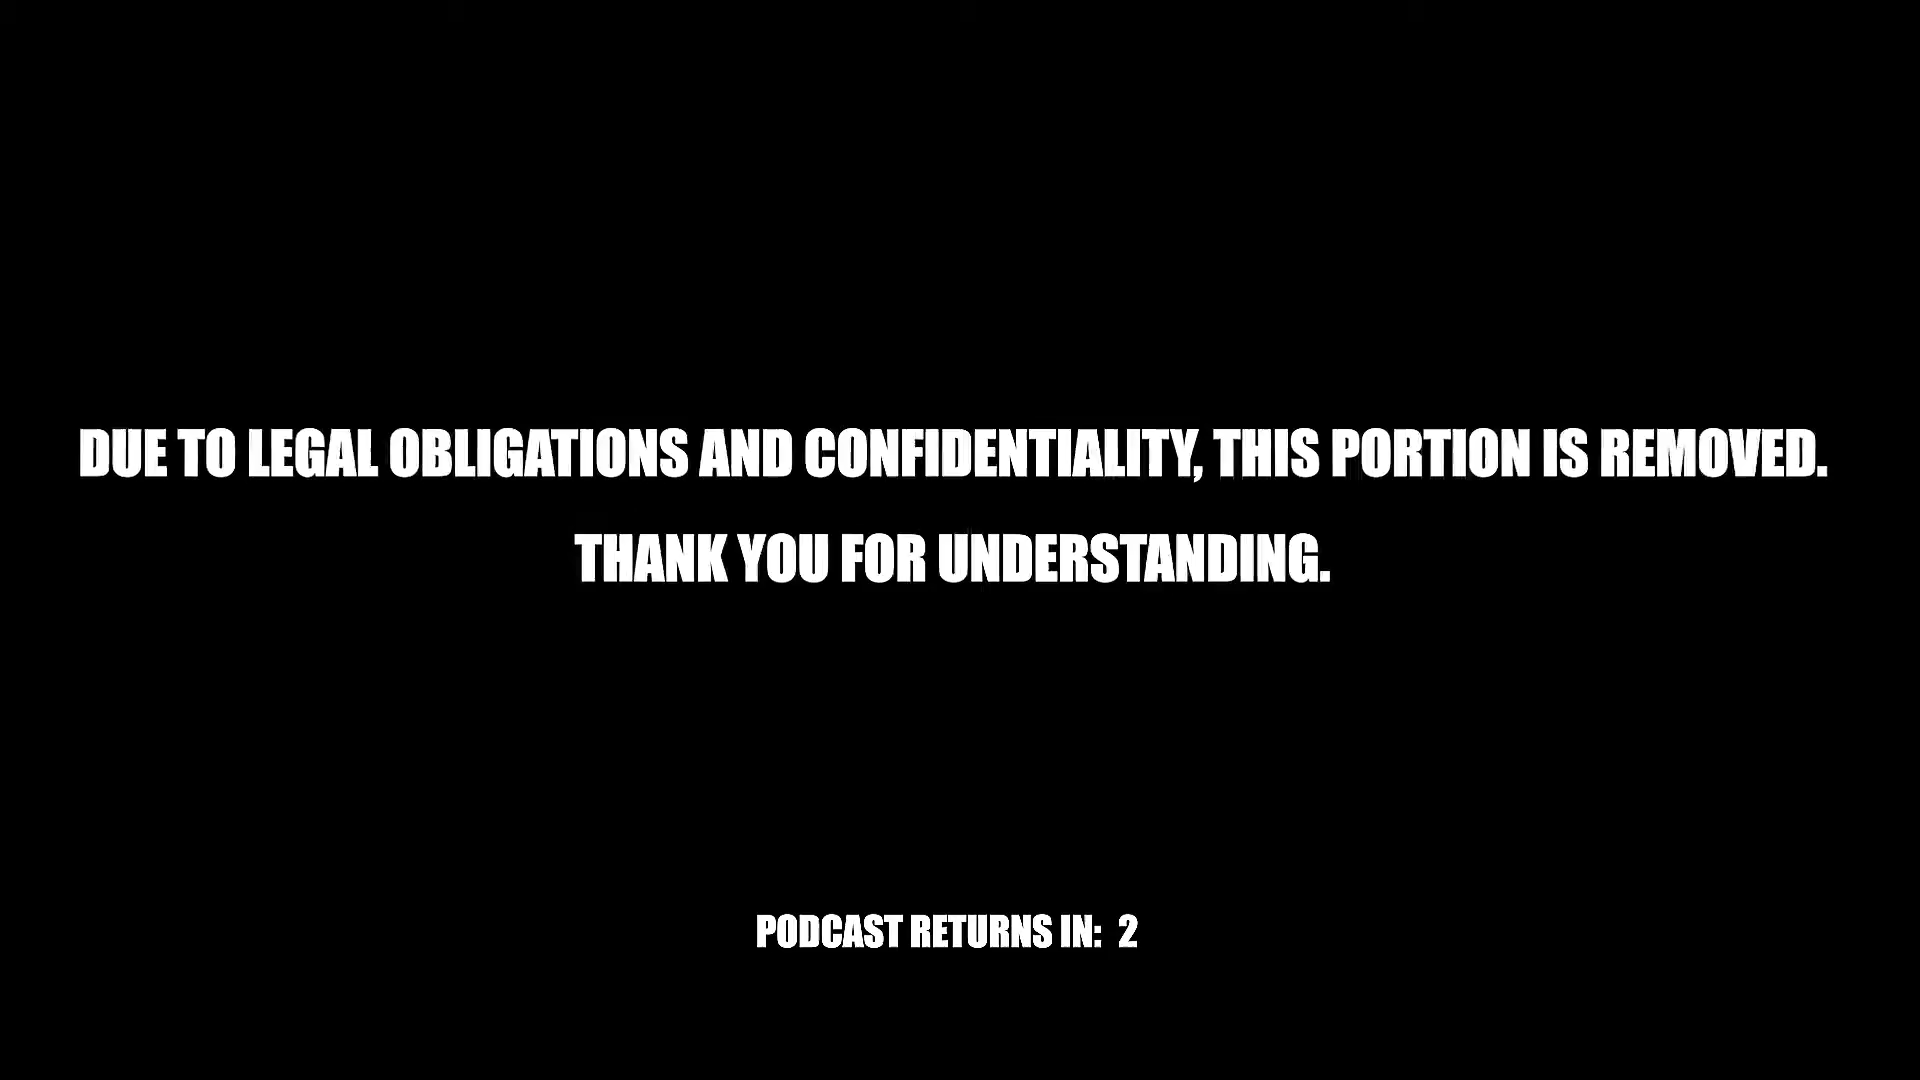 DUE TO LEGAL OBLIGATIONS AND CONFIDENTIALITY, THIS PORTION IS REMOVED.
THANK YOU FOR UNDERSTANDING.
PODCAST RETURNS IN: 2